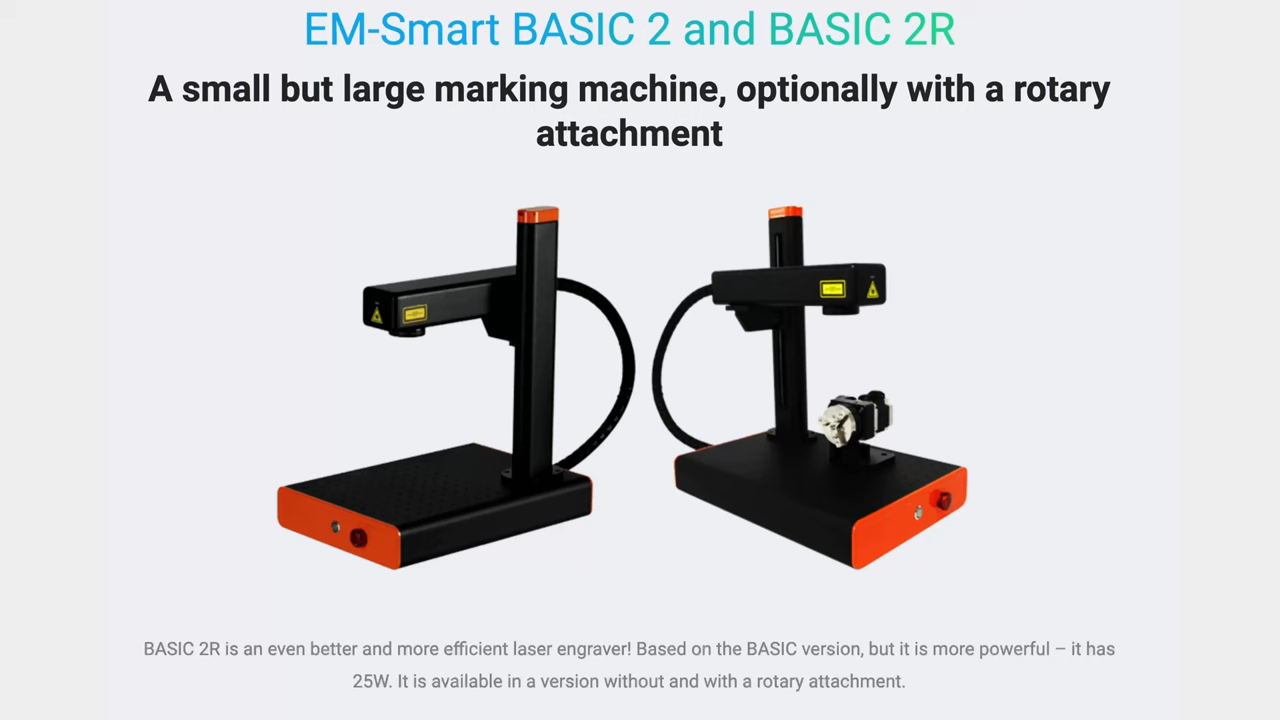 EM-Smart BASIC 2 and BASIC 2R
A small but large marking machine, optionally with a rotary
attachment
BASIC 2R is an even better and more efficient laser engraver! Based on the BASIC version, but it is more powerful – it has
25W. It is available in a version without and with a rotary attachment.